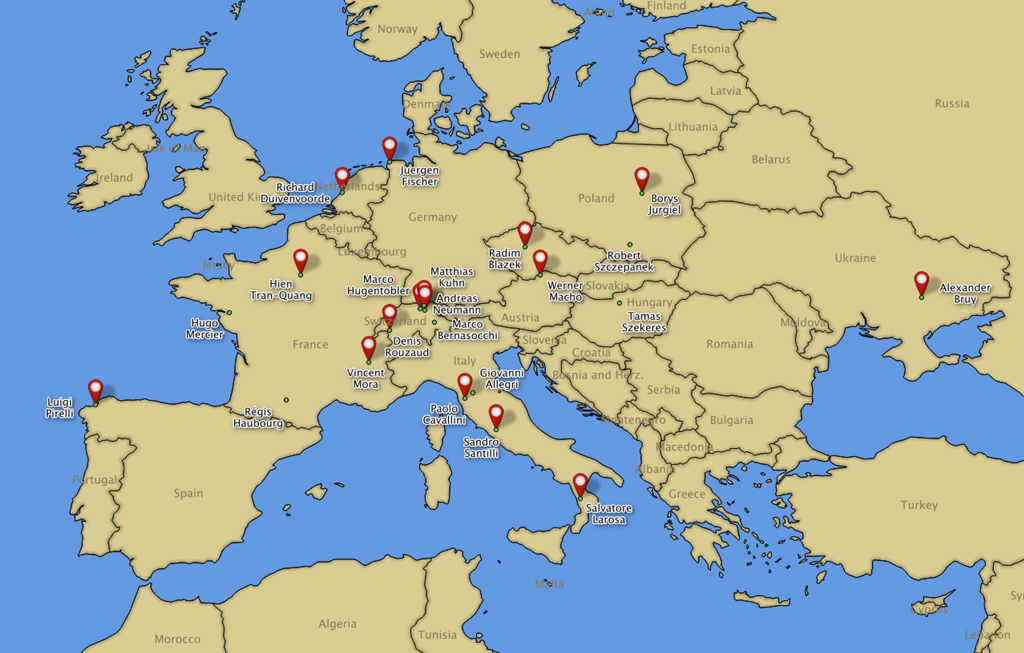 Finland
Åland
Norway
Sweden
Estonia
Latvia
Denmark
Russia
Lithuania
Isle of Man
Belarus
Ireland
Juergen
Fischer
Richard
Duivenvoorde
Netherlands
United King
Poland
Borys
Jurgiel
Germany
Belgium
Luxembourg
Radim
Blazek
Robert
Szczepanek
Ukraine
Jersey
Hien
Tran-Quang
Marco
Hugentobler
Matthias
Kuhn
Werner
Macho
Slovakia
Alexander
Bruy
Andreas
Neumann
Hungary
Hugo
Mercier
Switzerland
Marco
Bernasocchi
Austria
Tamas
Szekeres
Moldova
France
Denis
Rouzaud
Slovenia
Romania
Croatia
Italy
Vincent
Mora
Giovanni
Allegri
Bosnia and Herz.
Serbia
Luigi
Pirelli
Régis
Haubourg
Paolo
Cavallini
Montenegro
Bulgaria
Sandro
Santilli
Macedonia
Albania
Portugal
Spain
Greece
Turkey
Salvatore
Larosa
Malta
Cyprus
Sy
Algeria
Tunisia
Morocco
Lebanon